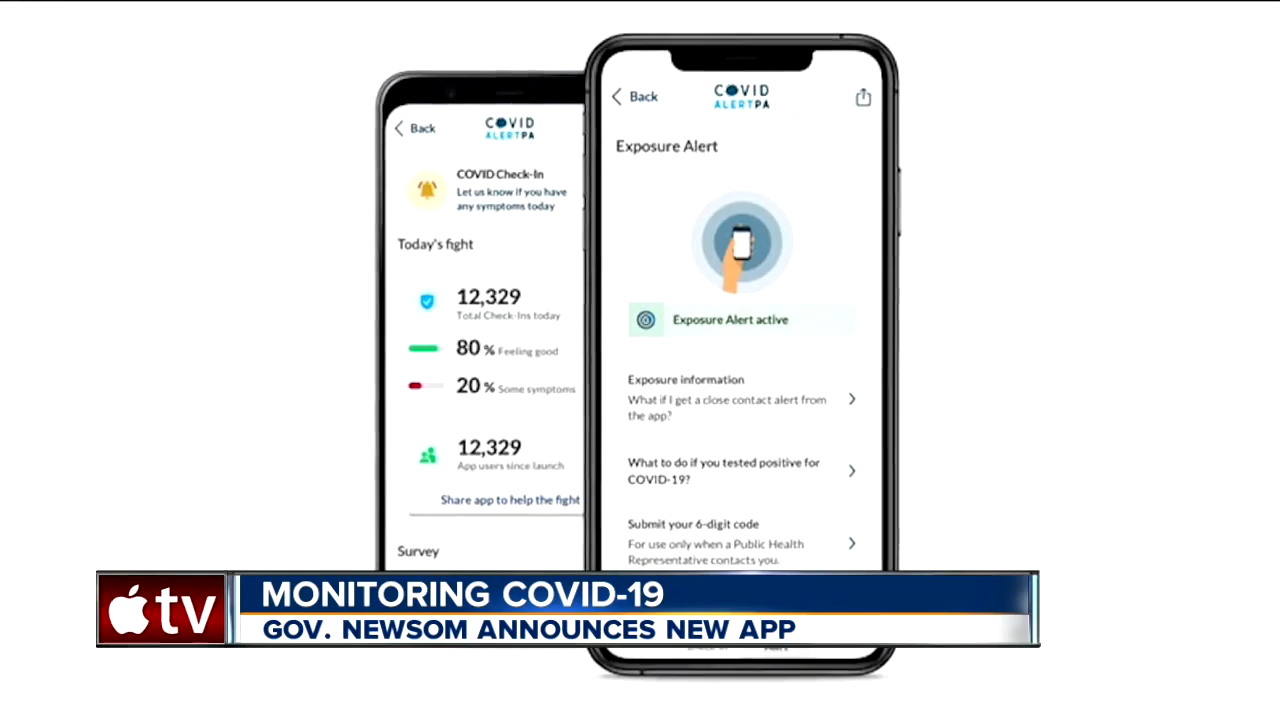 Back
COVID
ALERTPA
COVID Check-In
Let us know if you have
any symptoms today
Today's fight
12,329
Total Check-Ins today
80 % Feeling good
20 % Some symptoms
12,329
App users since launch
Share app to help the fight
Survey
Back
COVID
ALERTPA
Exposure Alert
Exposure Alert active
Exposure information
What if I get a close contact alert from
the app?
What to do if you tested positive for
COVID-19?
Submit your 6-digit code
For use only when a Public Health
Representative contacts you.
tv
MONITORING COVID-19
GOV. NEWSOM ANNOUNCES NEW APP